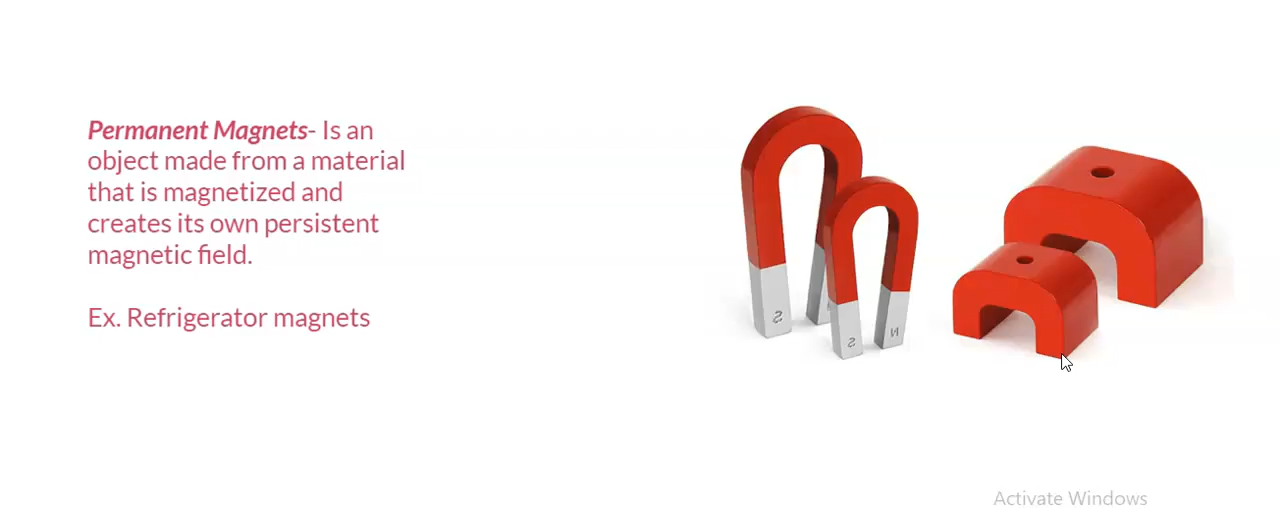 Permanent Magnets- Is an
object made from a material
that is magnetized and
creates its own persistent
magnetic field.
Ex. Refrigerator magnets
S
S
N
Activate Windows